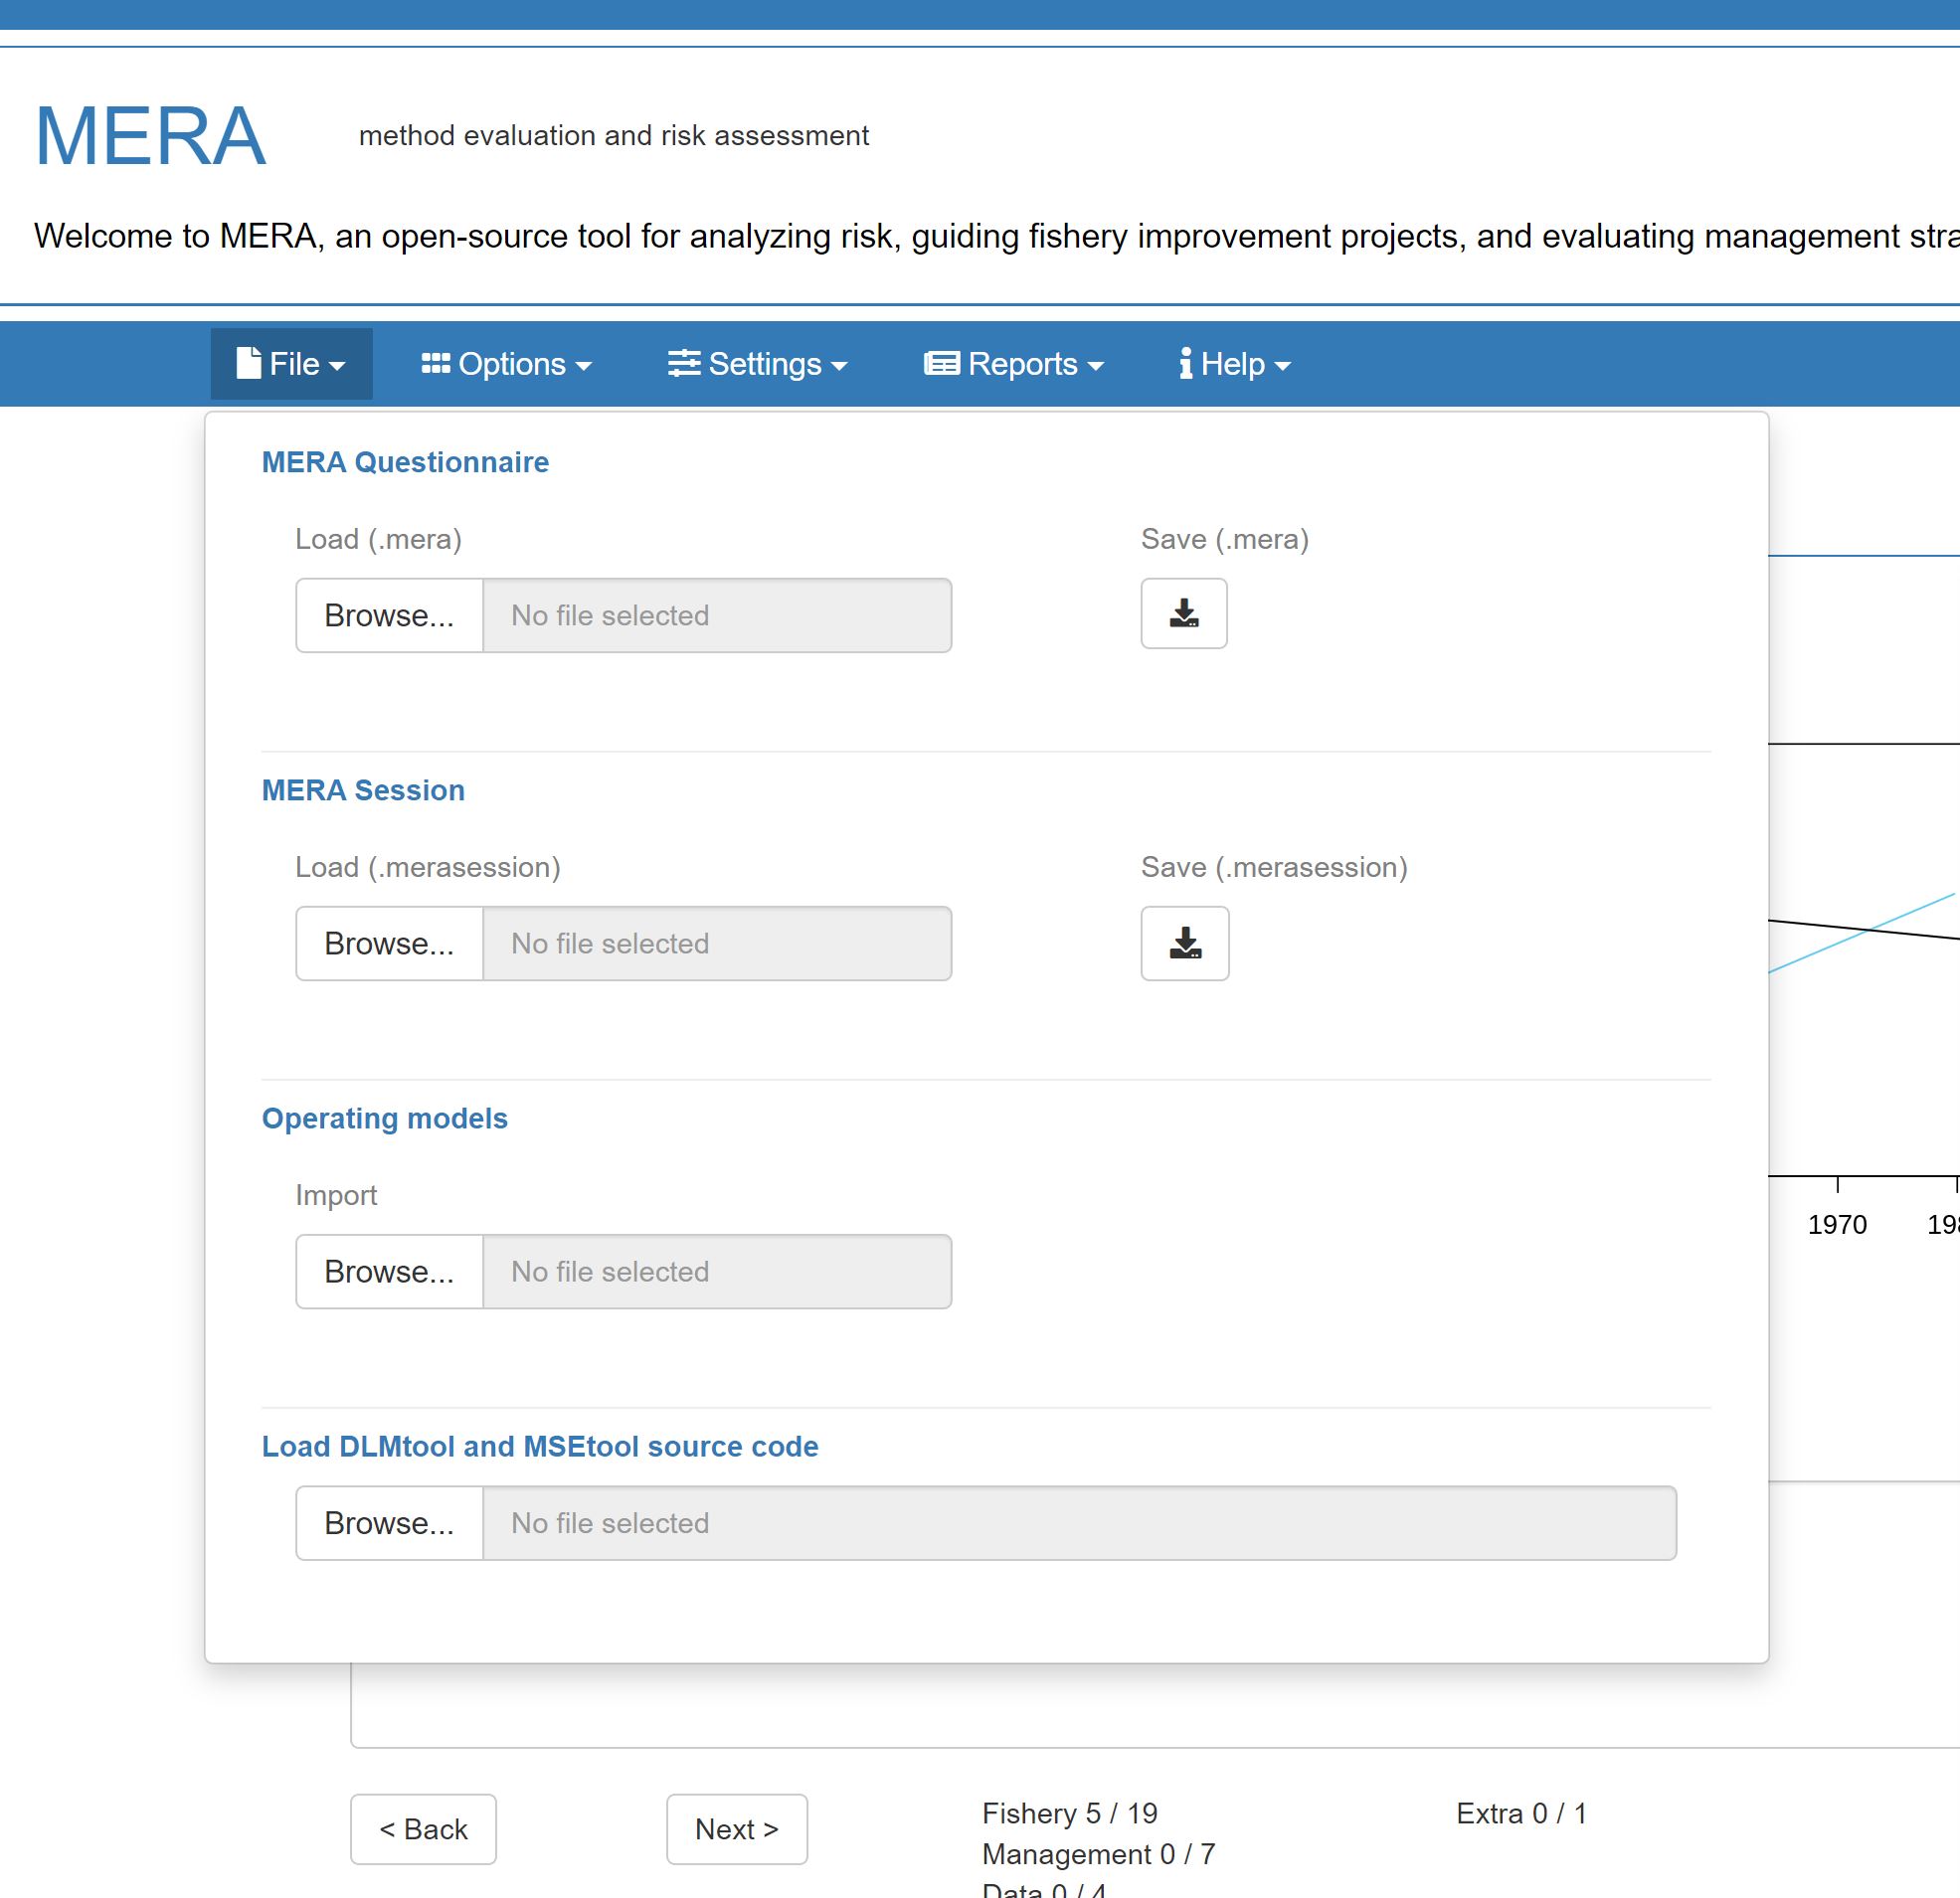 MERA
method evaluation and risk assessment
Welcome to MERA, an open-source tool for analyzing risk, guiding fishery improvement projects, and evaluating management
File
Options
Settings
Reports
Help
MERA Questionnaire
Load (.mera)
Save (.mera)
Browse...
No file selected
MERA Session
Load (.merasession)
Save (.merasession)
Browse...
No file selected
Operating models
Import
Browse...
No file selected
1970
Load DLMtool and MSEtool source code
Browse...
No file selected
< Back
Next >
Fishery 5 / 19
Extra 0 / 1
Management 0 / 7
Data 0 / 4